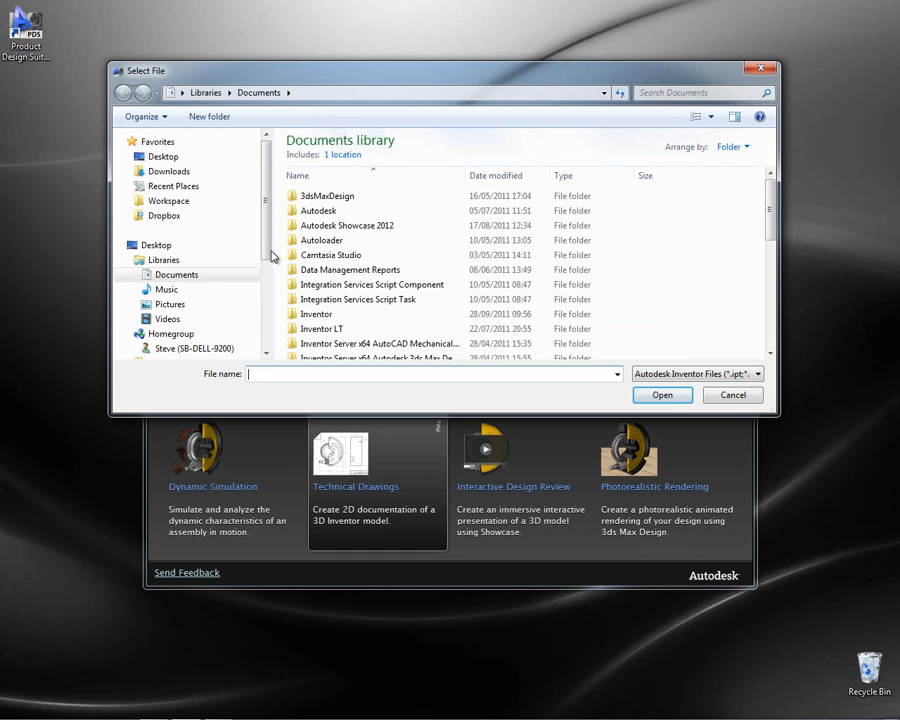 PDS
Product
Design Suit...
Select File
Libraries Documents
Search Documents
Organize New folder
Favorites
Desktop
Downloads
Recent Places
Workspace
Dropbox
Desktop
Libraries
Documents
Music
Pictures
Videos
Homegroup
Steve (SB-DELL-9200)
Documents library
Includes: 1 location
Arrange by: Folder
Name Date modified Type Size
3dsMaxDesign 16/05/2011 17:04 File folder
Autodesk 05/07/2011 11:51 File folder
Autodesk Showcase 2012 17/08/2011 12:34 File folder
Autoloader 10/05/2011 13:05 File folder
Camtasia Studio 03/05/2011 14:11 File folder
Data Management Reports 08/06/2011 13:49 File folder
Integration Services Script Component 10/05/2011 08:47 File folder
Integration Services Script Task 10/05/2011 08:47 File folder
Inventor 28/09/2011 09:56 File folder
Inventor LT 22/07/2011 20:55 File folder
Inventor Server x64 AutoCAD Mechanical... 28/04/2011 15:35 File folder
Inventor Server x64 Autodesk 3ds Max De... 28/04/2011 15:55 File folder
File name: Autodesk Inventor Files (*.ipt;*.
Open Cancel
Dynamic Simulation
Simulate and analyze the
dynamic characteristics of an
assembly in motion.
Technical Drawings
Create 2D documentation of a
3D Inventor model.
Interactive Design Review
Create an immersive interactive
presentation of a 3D model
using Showcase.
Photorealistic Rendering
Create a photorealistic animated
rendering of your design using
3ds Max Design.
Send Feedback
Autodesk
Recycle Bin